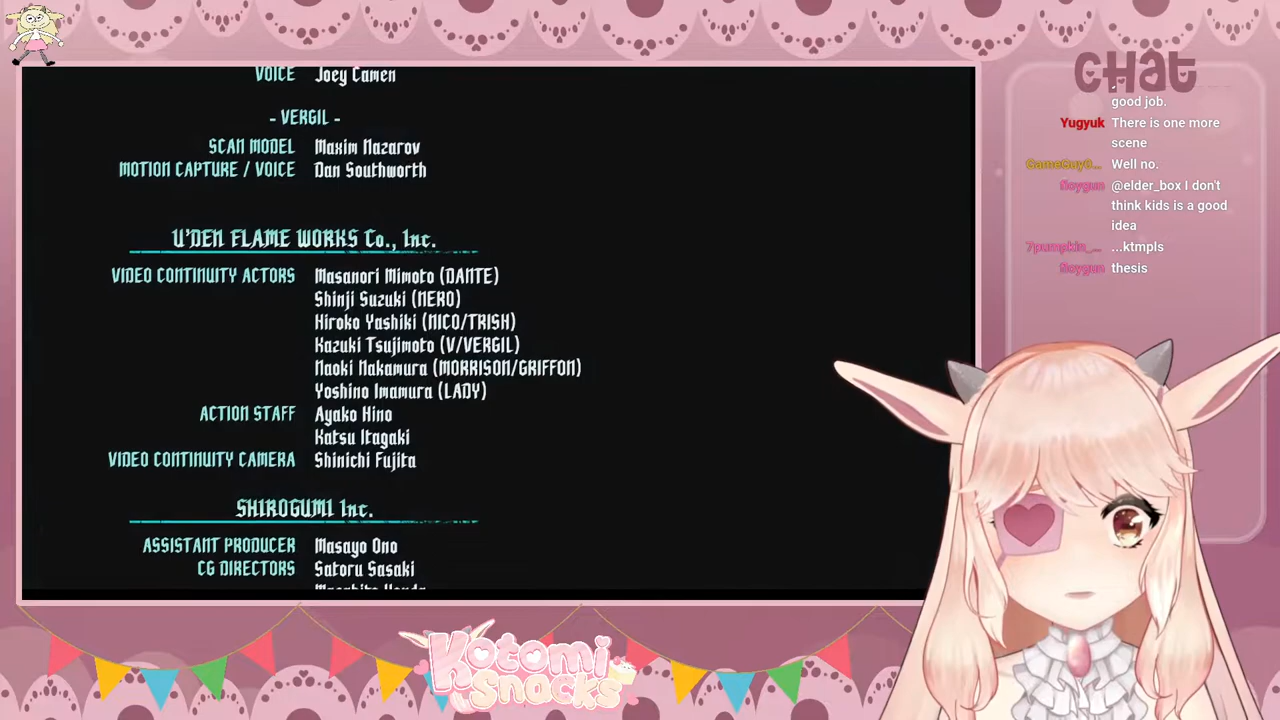 VOICE Joey Camen
- VERGIL -
SCAN MODEL Maxim Nazarov
MOTION CAPTURE / VOICE Dan Southworth
U'DEN FLAME WORKS Co., Inc.
VIDEO CONTINUITY ACTORS Masanori Mimoto (DANTE)
Shinji Suzuki (NERO)
Hiroko Yashiki (NICO/TRISH)
Kazuki Tsujimoto (V/VERGIL)
Naoki Nakamura (MORRISON/GRIFFON)
Yoshino Imamura (LADY)
ACTION STAFF Ayako Hino
Katsu Itagaki
VIDEO CONTINUITY CAMERA Shinichi Fujita
SHIROGUMI Inc.
ASSISTANT PRODUCER Masayo Ono
CG DIRECTORS Satoru Sasaki
CHAT
good job.
Yugyuk There is one more
scene
GameGuy0... Well no.
@elder_box I don't
think kids is a good
idea
7pumpkin_... ...ktmpls
thesis
Kotomi
Snacks